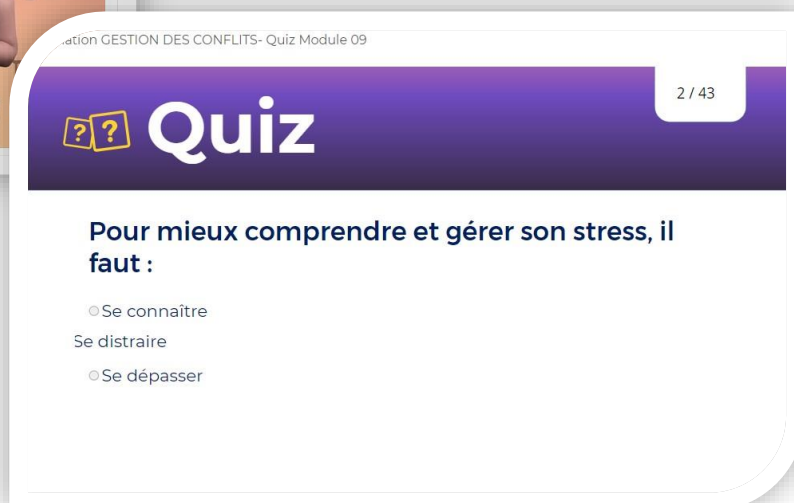 GESTION DES CONFLITS- Quiz Module 09
2 / 43
? ? Quiz
Pour mieux comprendre et gérer son stress, il
faut :
Se connaître
Se distraire
Se dépasser